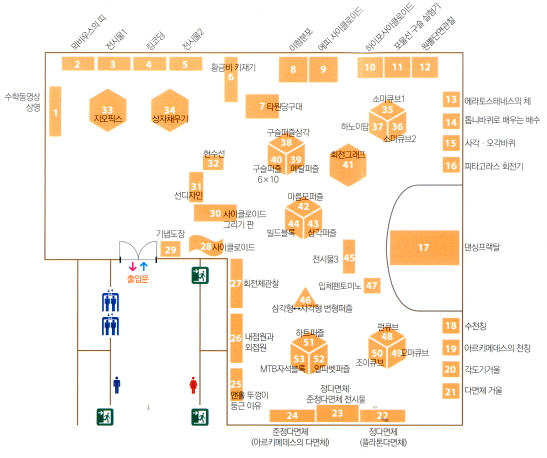 뫼비우스의 띠
전시물1
킹코딩
전시물2
황금비 키재기
이항분포
에피 사이클로이드
하이포사이클로이드
포물선 구슬 실험기
원뿔단면관찰
2
3
4
5
6
8
9
10
11
12
수학동영상
상영
1
33
지오픽스
34
상자채우기
7
타원당구대
소마큐브1
35
하노이탑
37
36
소마큐브2
13
에라토스테네스의 체
14
톱니바퀴로 배우는 배수
15
사각·오각바퀴
16
피타고라스 회전기
구슬퍼즐삼각
38
40
39
구슬퍼즐
6×10
메달퍼즐
회전그래프
41
현수선
32
31
선디자인
30
사이클로이드
그리기 판
마름모퍼즐
42
44
43
빌드블록
삼각퍼즐
기념도장
29
28
사이클로이드
출입문
전시물3
45
17
댄싱프랙탈
27
회전체관찰
입체펜토미노
47
46
삼각형↔사각형 변형퍼즐
26
내접원과
외접원
하트퍼즐
51
53
52
MTB자석블록
알파벳퍼즐
큐브
48
50
49
조이큐브
18
수천칭
19
아르키메데스의 천칭
20
각도기거울
21
다면체 거울
25
맨홀 뚜껑이
둥근 이유
정다면체·
준정다면체 전시물
24
23
22
준정다면체
(아르키메데스의 다면체)
정다면체
(플라톤다면체)